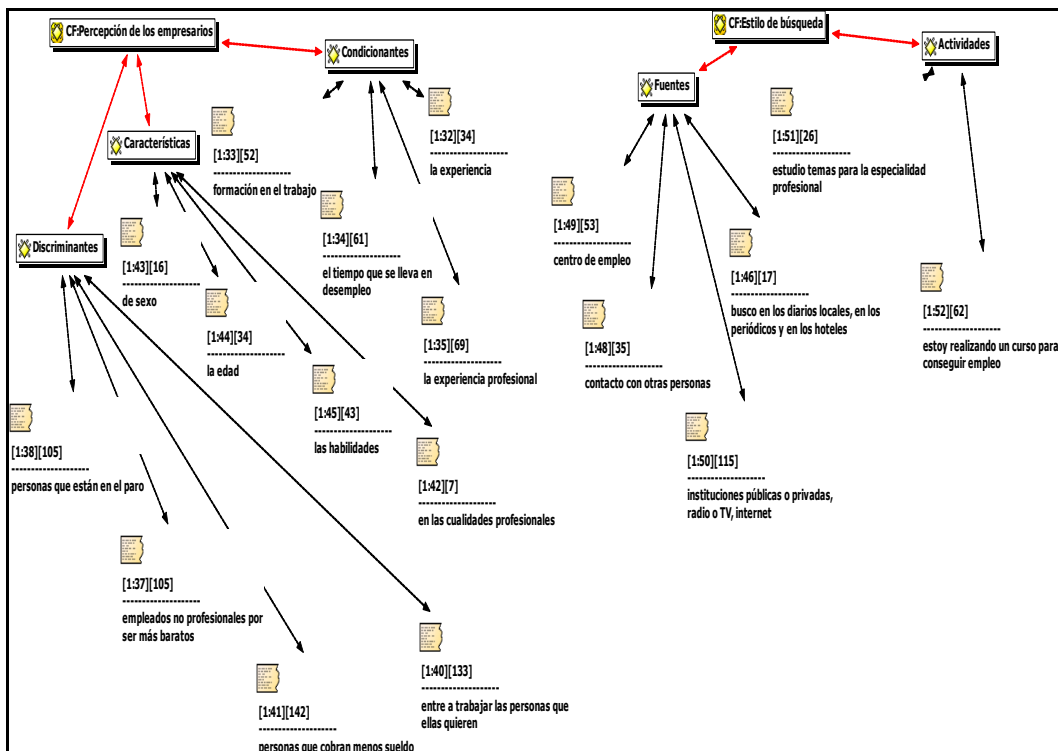 CF:Percepción de los empresarios
Condicionantes
Características
Discriminantes
[1:33][52]
---------------------
formación en el trabajo
[1:32][34]
---------------------
la experiencia
[1:43][16]
---------------------
de sexo
[1:34][61]
---------------------
el tiempo que se lleva en
desempleo
[1:44][34]
---------------------
la edad
[1:35][69]
---------------------
la experiencia profesional
[1:45][43]
---------------------
las habilidades
[1:38][105]
---------------------
personas que están en el paro
[1:42][7]
---------------------
en las cualidades profesionales
[1:37][105]
---------------------
empleados no profesionales por
ser más baratos
[1:40][133]
---------------------
entre a trabajar las personas que
ellas quieren
[1:41][142]
---------------------
personas que cobran menos sueldo
CF:Estilo de búsqueda
Actividades
Fuentes
[1:51][26]
---------------------
estudio temas para la especialidad
profesional
[1:49][53]
---------------------
centro de empleo
[1:46][17]
---------------------
busco en los diarios locales, en los
periódicos y en los hoteles
[1:52][62]
---------------------
estoy realizando un curso para
conseguir empleo
[1:48][35]
---------------------
contacto con otras personas
[1:50][115]
---------------------
instituciones públicas o privadas,
radio o TV, internet